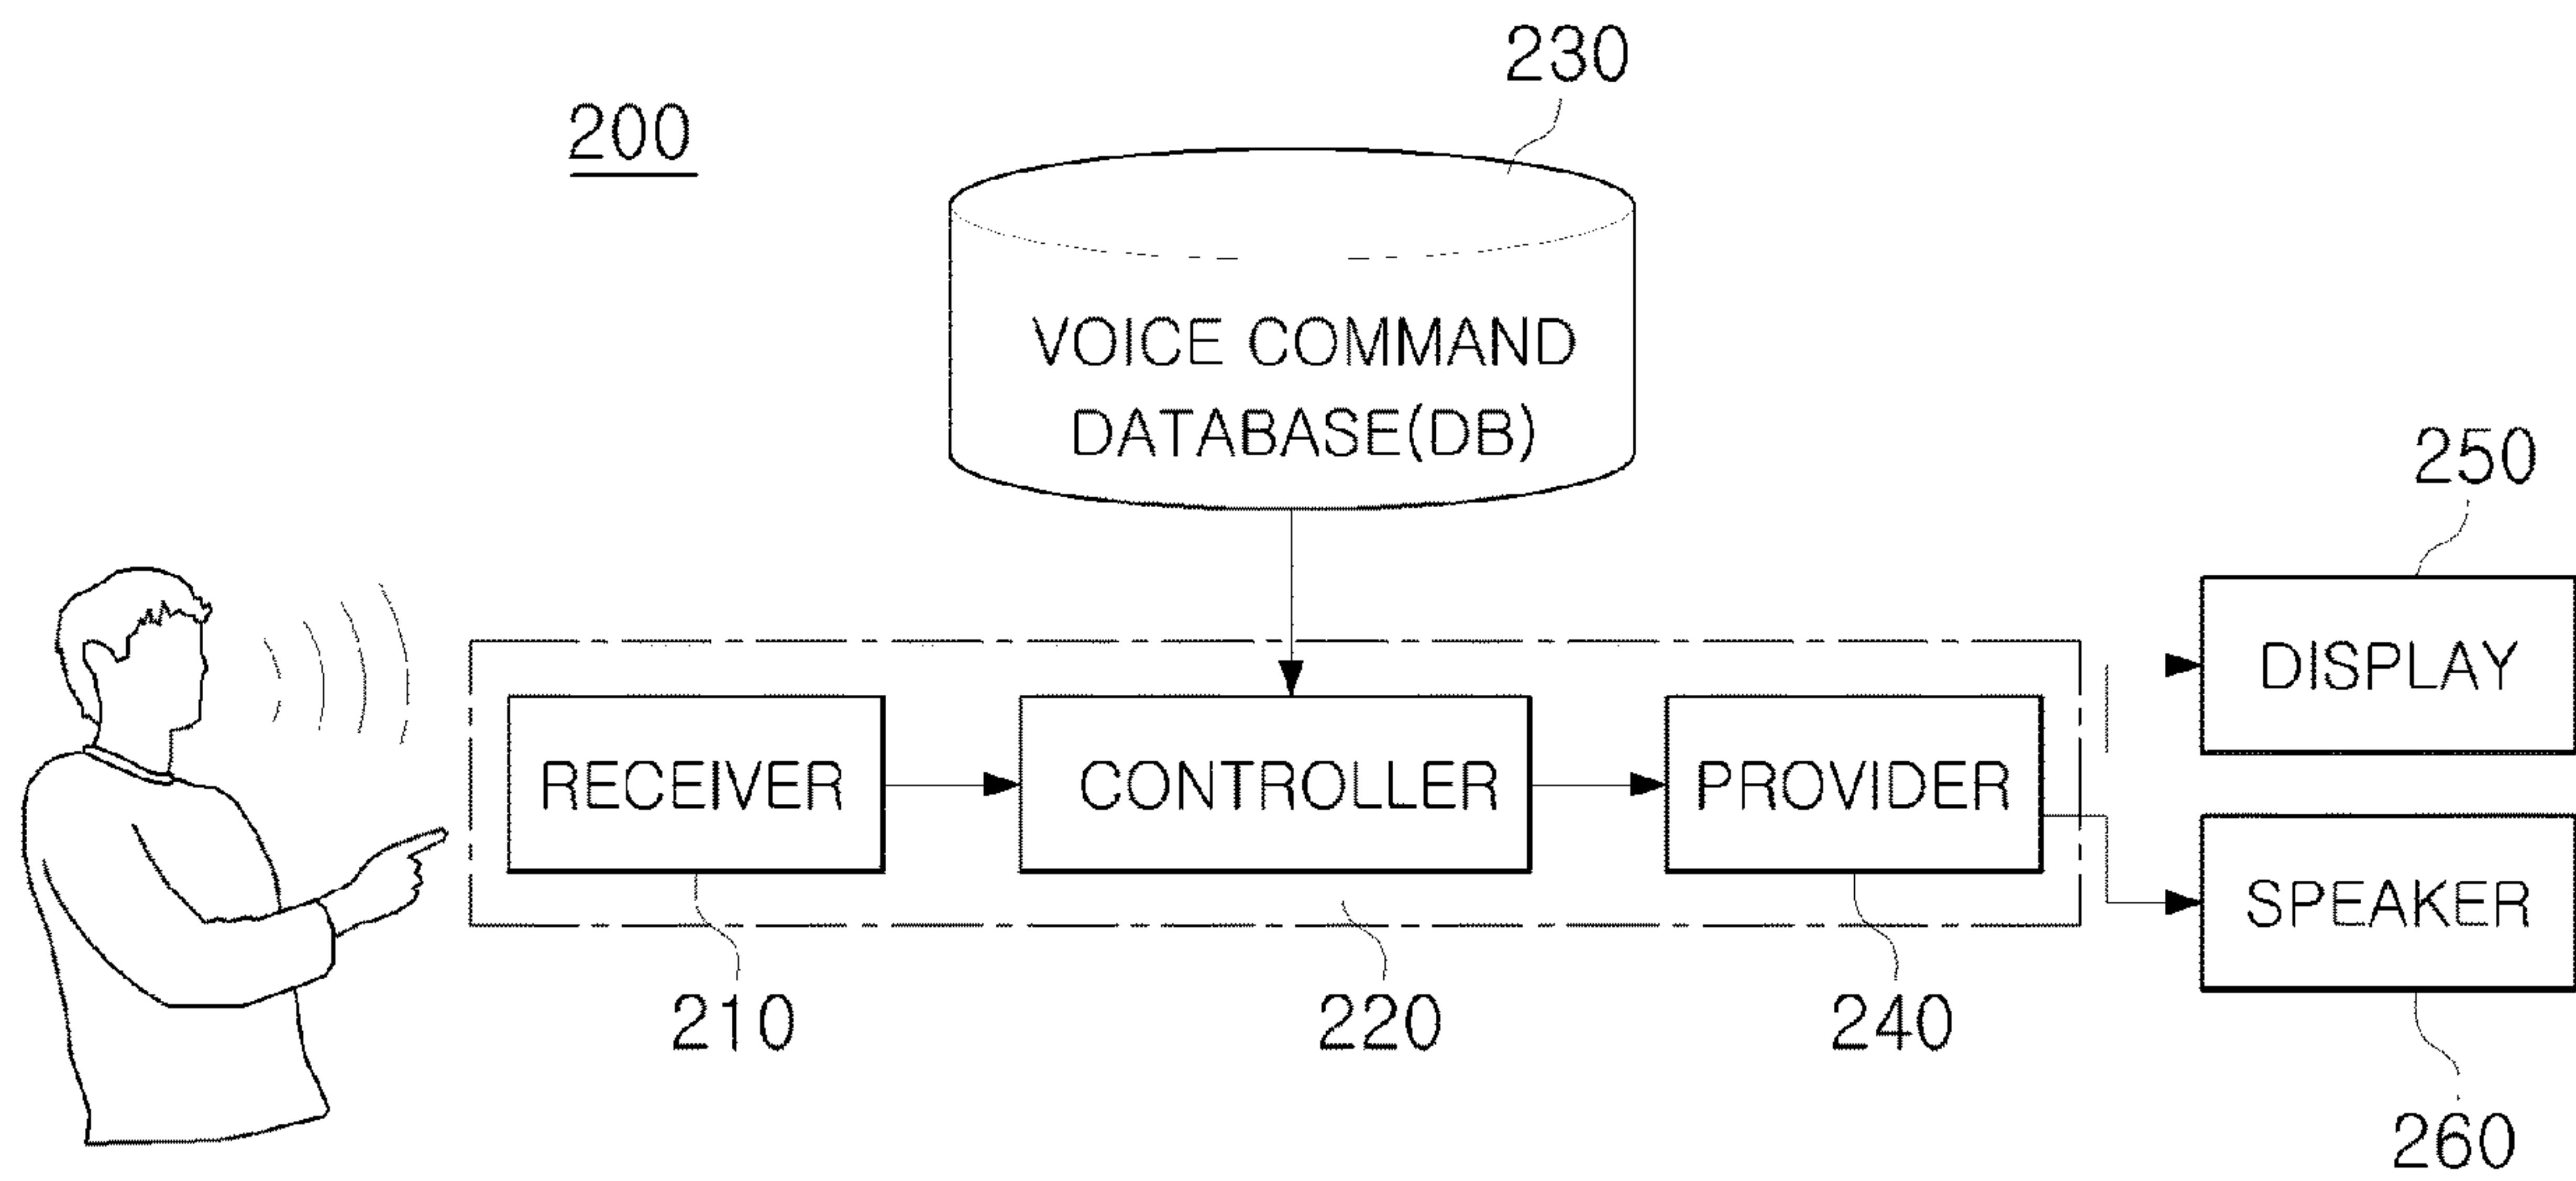 230
200
VOICE COMMAND
DATABASE(DB)
250
DISPLAY
RECEIVER
CONTROLLER
PROVIDER
SPEAKER
210
220
240
260